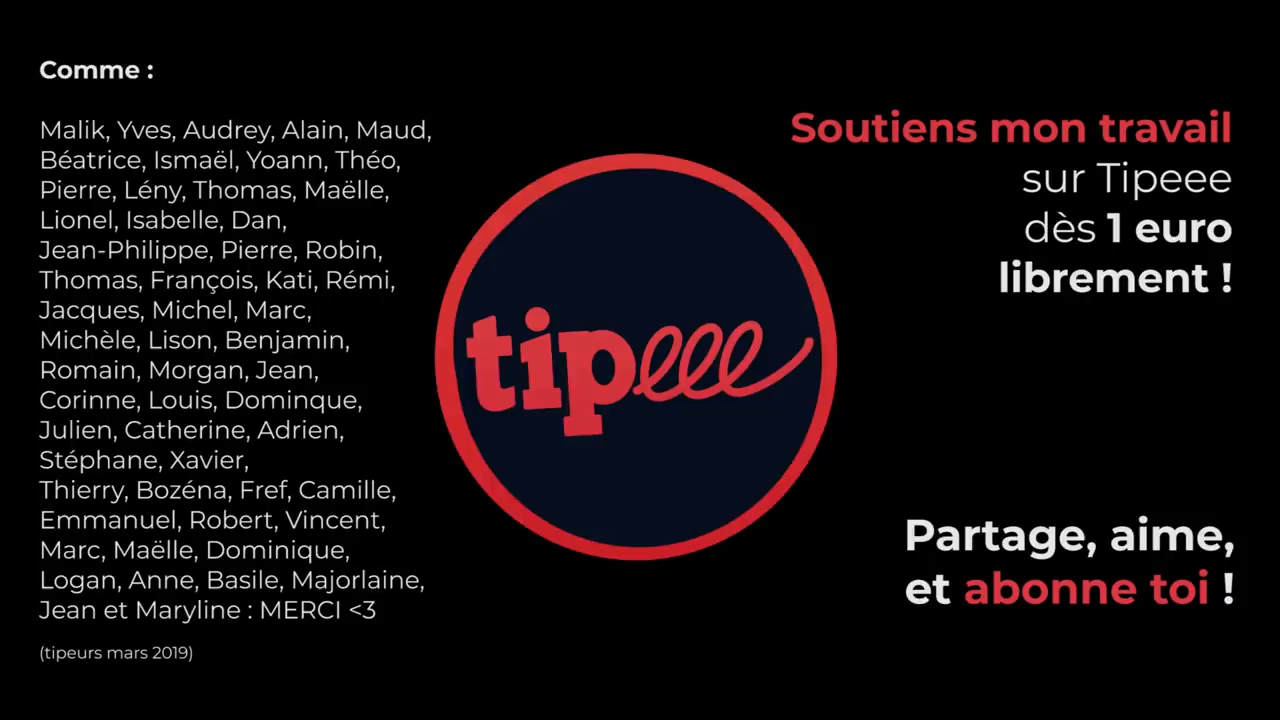 Comme :
Malik, Yves, Audrey, Alain, Maud,
Béatrice, Ismaël, Yoann, Théo,
Pierre, Lény, Thomas, Maëlle,
Lionel, Isabelle, Dan,
Jean-Philippe, Pierre, Robin,
Thomas, François, Kati, Rémi,
Jacques, Michel, Marc,
Michèle, Lison, Benjamin,
Romain, Morgan, Jean,
Corinne, Louis, Dominque,
Julien, Catherine, Adrien,
Stéphane, Xavier,
Thierry, Bozéna, Fref, Camille,
Emmanuel, Robert, Vincent,
Marc, Maëlle, Dominique,
Logan, Anne, Basile, Majorlaine,
Jean et Maryline : MERCI <3
(tipeurs mars 2019)
tipeee
Soutiens mon travail
sur Tipeee
dès 1 euro
librement !
Partage, aime,
et abonne toi !